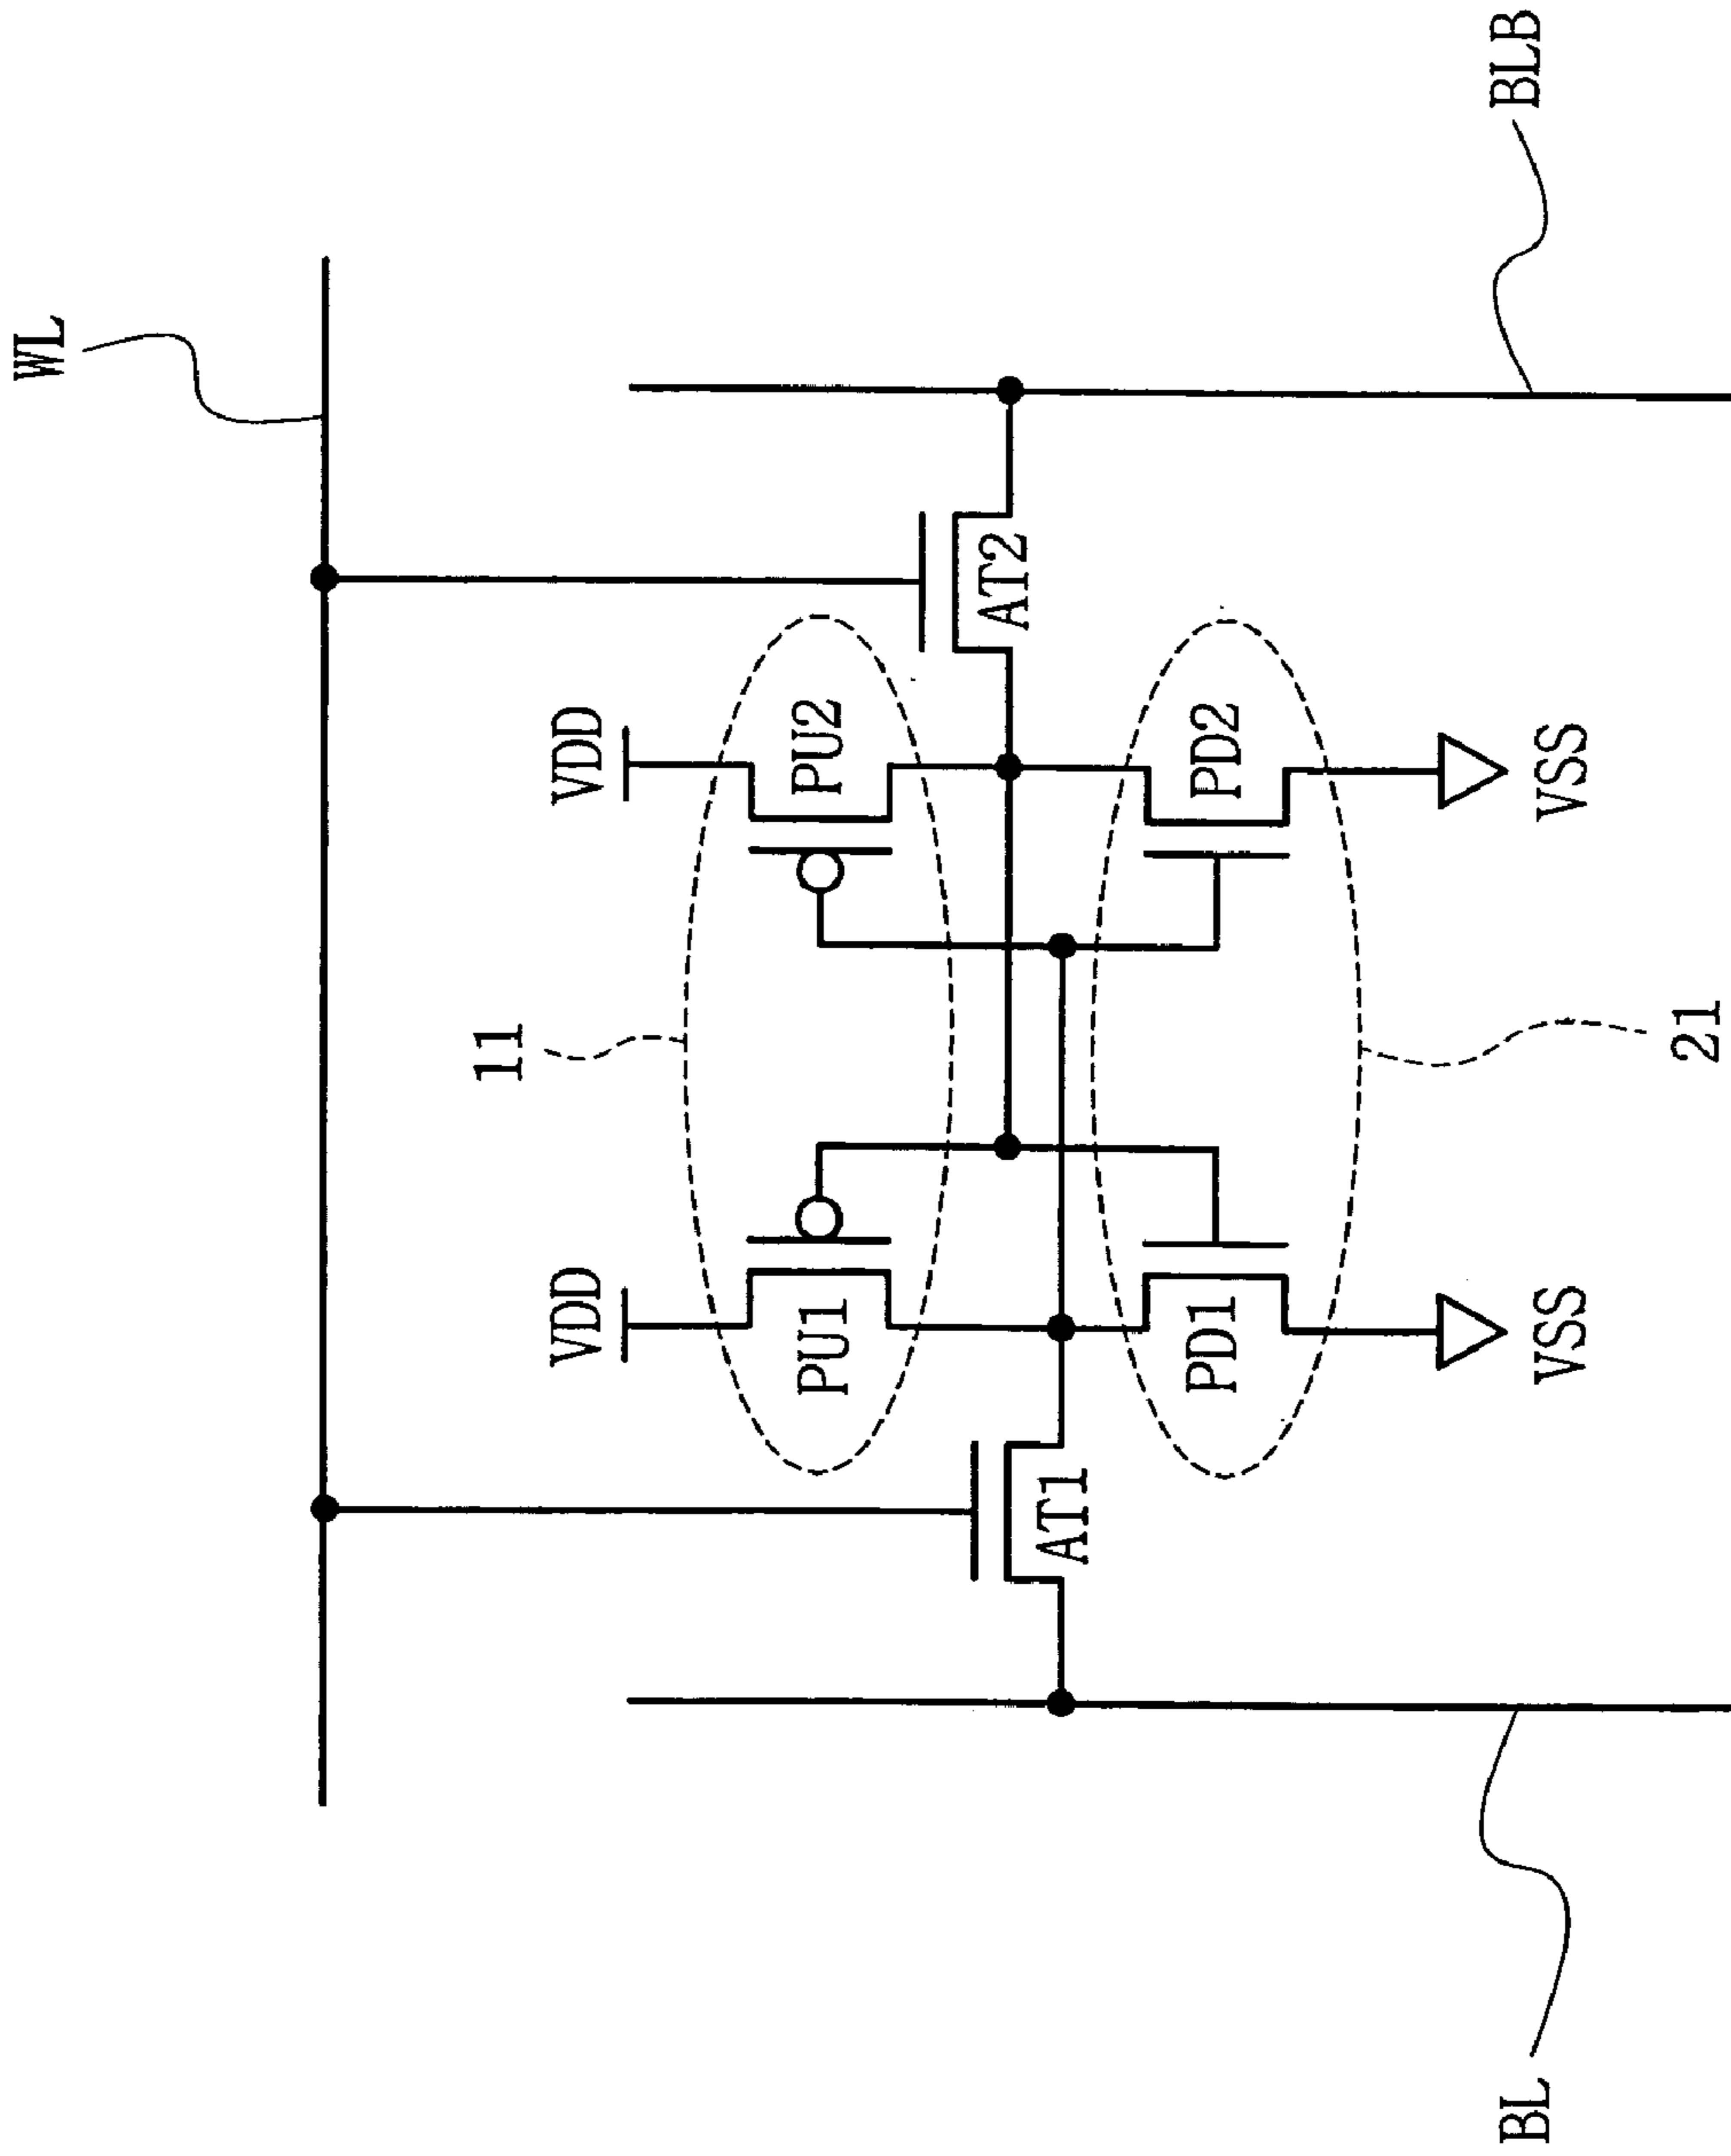 WL
11
VDD
VDD
PU1
PU2
AT1
AT2
PD1
PD2
VSS
VSS
BL
BLB
21